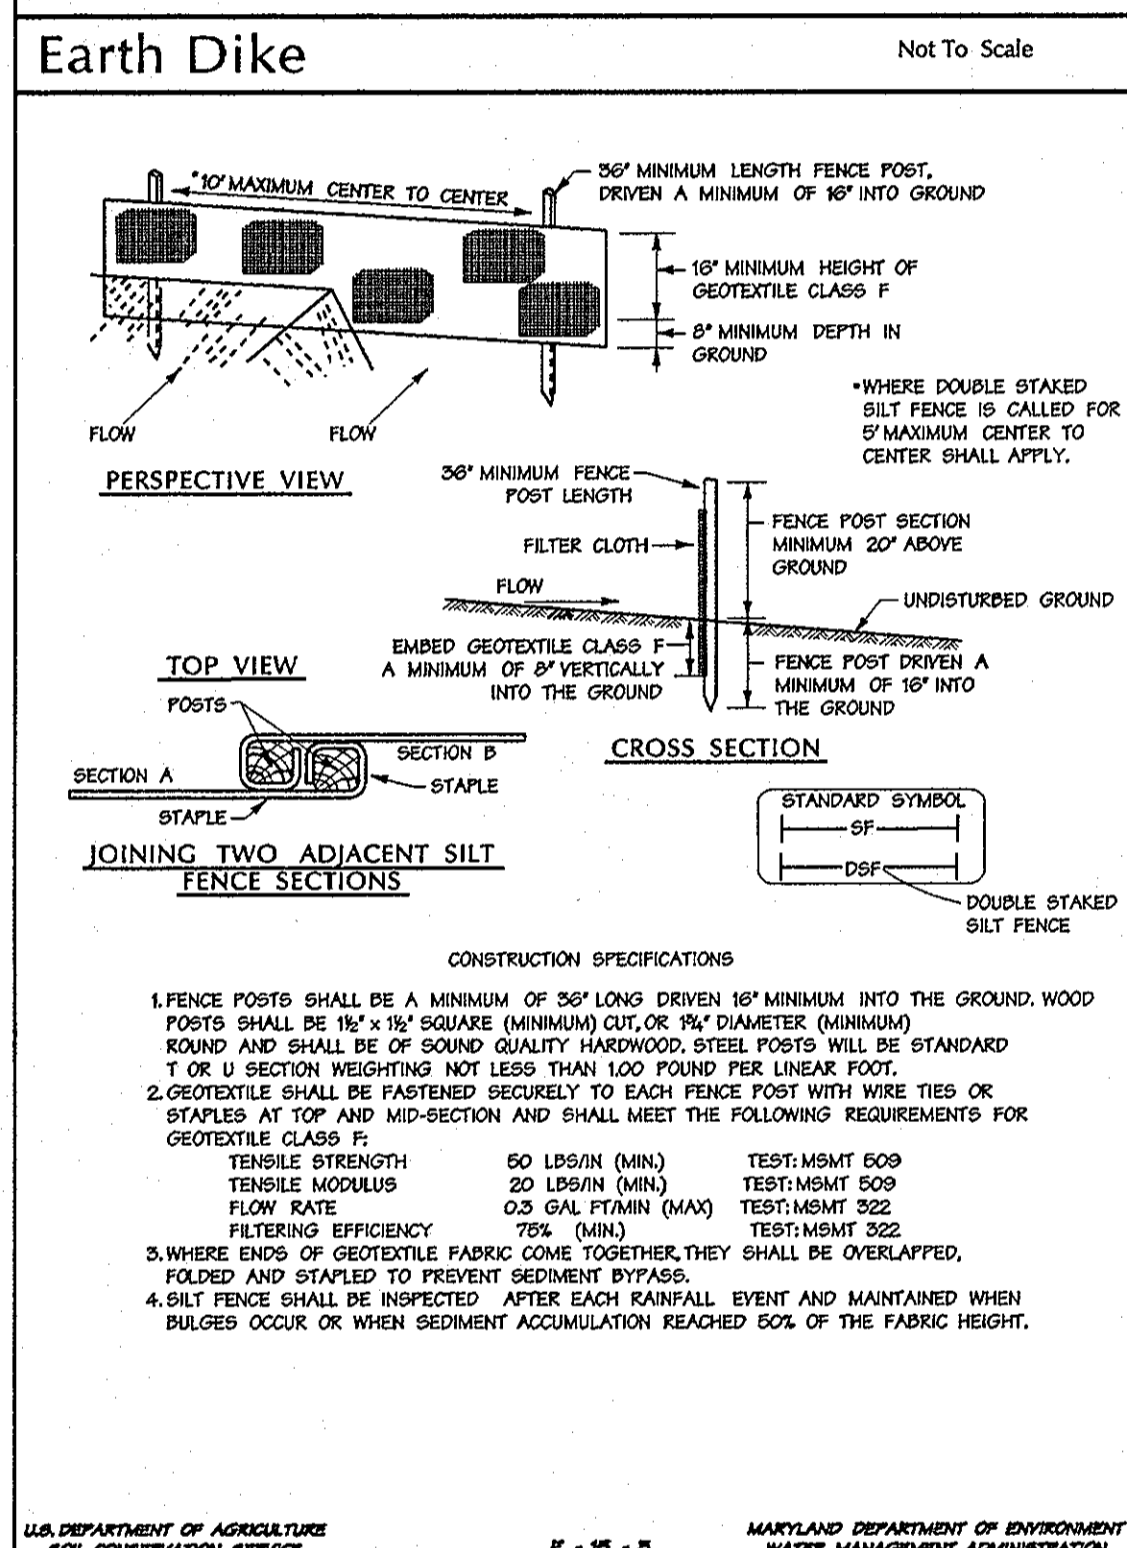 Earth Dike
Not To Scale
*10' MAXIMUM CENTER TO CENTER
36" MINIMUM LENGTH FENCE POST,
DRIVEN A MINIMUM OF 16" INTO GROUND
16" MINIMUM HEIGHT OF
GEOTEXTILE CLASS F
8" MINIMUM DEPTH IN
GROUND
*WHERE DOUBLE STAKED
SILT FENCE IS CALLED FOR
5' MAXIMUM CENTER TO
CENTER SHALL APPLY.
FLOW
FLOW
PERSPECTIVE VIEW
36" MINIMUM FENCE
POST LENGTH
FILTER CLOTH
FLOW
FENCE POST SECTION
MINIMUM 20" ABOVE
GROUND
UNDISTURBED GROUND
EMBED GEOTEXTILE CLASS F
A MINIMUM OF 8" VERTICALLY
INTO THE GROUND
FENCE POST DRIVEN A
MINIMUM OF 16" INTO
THE GROUND
CROSS SECTION
TOP VIEW
POSTS
SECTION A
SECTION B
STAPLE
STAPLE
JOINING TWO ADJACENT SILT
FENCE SECTIONS
STANDARD SYMBOL
SF
DSF
DOUBLE STAKED
SILT FENCE
CONSTRUCTION SPECIFICATIONS
1. FENCE POSTS SHALL BE A MINIMUM OF 36" LONG DRIVEN 16" MINIMUM INTO THE GROUND. WOOD
POSTS SHALL BE 1½" x 1½" SQUARE (MINIMUM) CUT, OR 1¾" DIAMETER (MINIMUM)
ROUND AND SHALL BE OF SOUND QUALITY HARDWOOD. STEEL POSTS WILL BE STANDARD
T OR U SECTION WEIGHTING NOT LESS THAN 1.00 POUND PER LINEAR FOOT.
2. GEOTEXTILE SHALL BE FASTENED SECURELY TO EACH FENCE POST WITH WIRE TIES OR
STAPLES AT TOP AND MID-SECTION AND SHALL MEET THE FOLLOWING REQUIREMENTS FOR
GEOTEXTILE CLASS F:
TENSILE STRENGTH 50 LBS/IN (MIN.) TEST: MSMT 509
TENSILE MODULUS 20 LBS/IN (MIN.) TEST: MSMT 509
FLOW RATE 0.3 GAL FT/MIN (MAX) TEST: MSMT 322
FILTERING EFFICIENCY 75% (MIN.) TEST: MSMT 322
3. WHERE ENDS OF GEOTEXTILE FABRIC COME TOGETHER, THEY SHALL BE OVERLAPPED,
FOLDED AND STAPLED TO PREVENT SEDIMENT BYPASS.
4. SILT FENCE SHALL BE INSPECTED AFTER EACH RAINFALL EVENT AND MAINTAINED WHEN
BULGES OCCUR OR WHEN SEDIMENT ACCUMULATION REACHED 50% OF THE FABRIC HEIGHT.
U.S. DEPARTMENT OF AGRICULTURE
MARYLAND DEPARTMENT OF ENVIRONMENT
WATER MANAGEMENT ADMINISTRATION